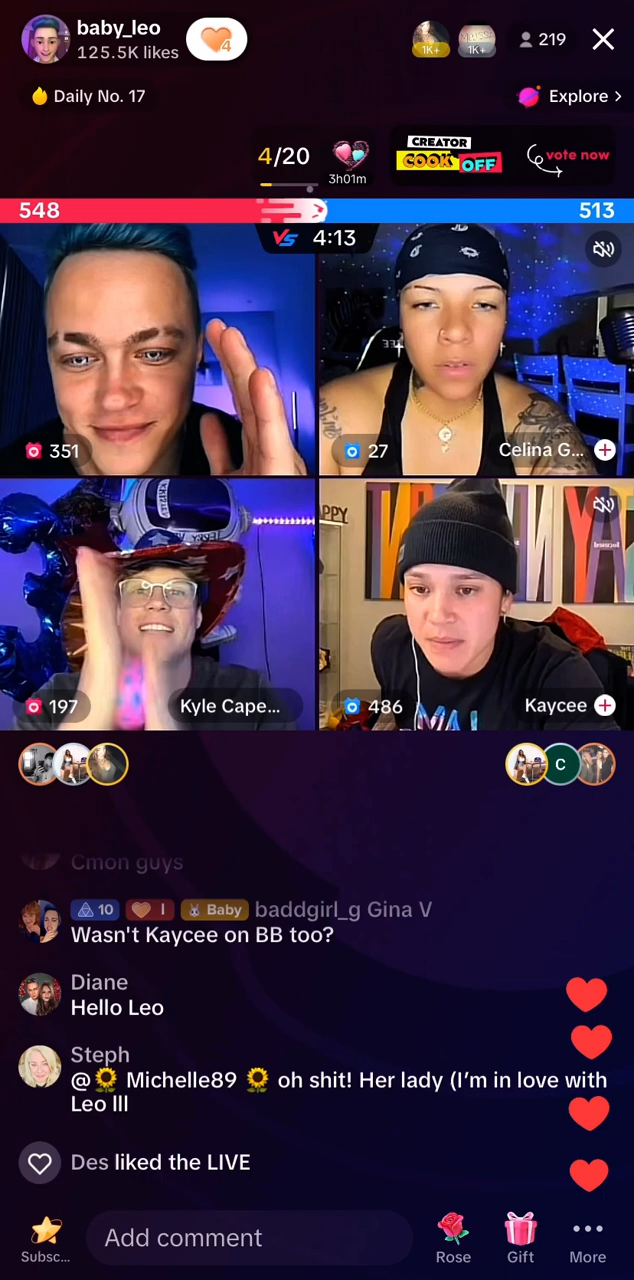 baby_leo
125.5K likes
4
1K+
1K+
219
Daily No. 17
Explore >
4/20
3h01m
CREATOR
COOK OFF
vote now
548
513
VS 4:13
351
27
Celina G...
PPY
197
Kyle Cape...
486
Kaycee
C
Cmon guys
10 I Baby baddgirl_g Gina V
Wasn't Kaycee on BB too?
Diane
Hello Leo
Steph
@🌻 Michelle89 🌻 oh shit! Her lady (I'm in love with
Leo lll
Des liked the LIVE
Subsc...
Add comment
Rose
Gift
More